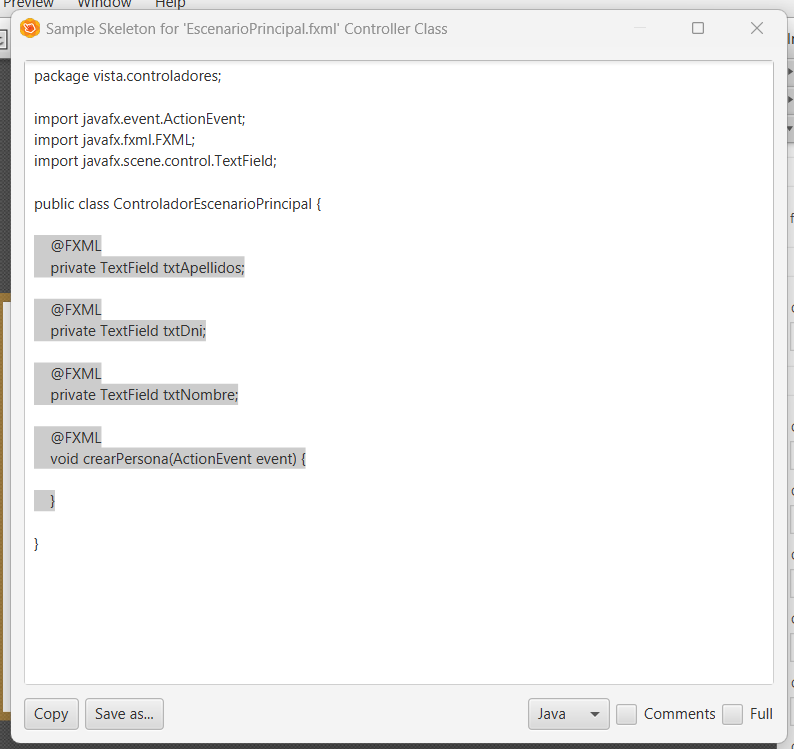 Preview Window Help
Sample Skeleton for 'EscenarioPrincipal.fxml' Controller Class
package vista.controladores;
import javafx.event.ActionEvent;
import javafx.fxml.FXML;
import javafx.scene.control.TextField;
public class ControladorEscenarioPrincipal {
@FXML
private TextField txtApellidos;
@FXML
private TextField txtDni;
@FXML
private TextField txtNombre;
@FXML
void crearPersona(ActionEvent event) {
}
}
Copy Save as... Java Comments Full